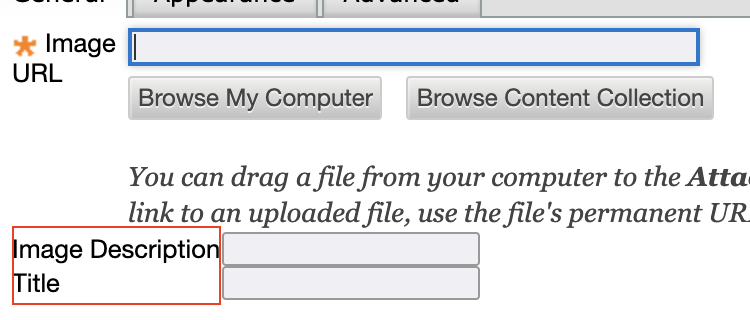 General Appearance Advanced
* Image URL
Browse My Computer Browse Content Collection
You can drag a file from your computer to the
link to an uploaded file, use the file's permanent
Image Description
Title